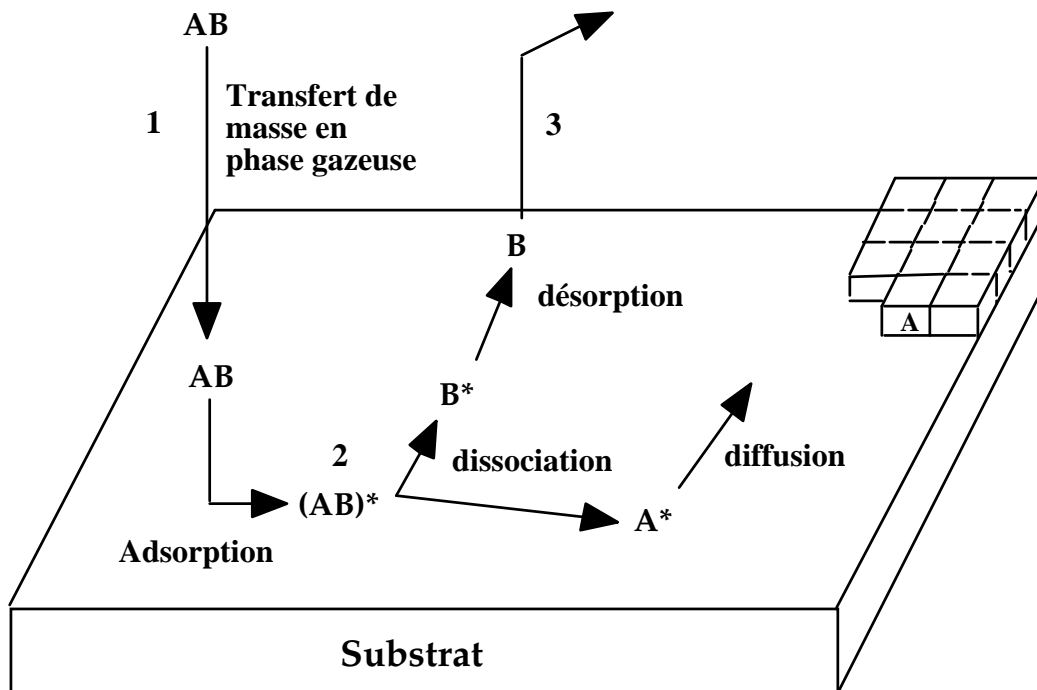 AB
1
Transfert de
masse en
phase gazeuse
3
B
désorption
A
AB
B*
2
dissociation
diffusion
(AB)*
A*
Adsorption
Substrat